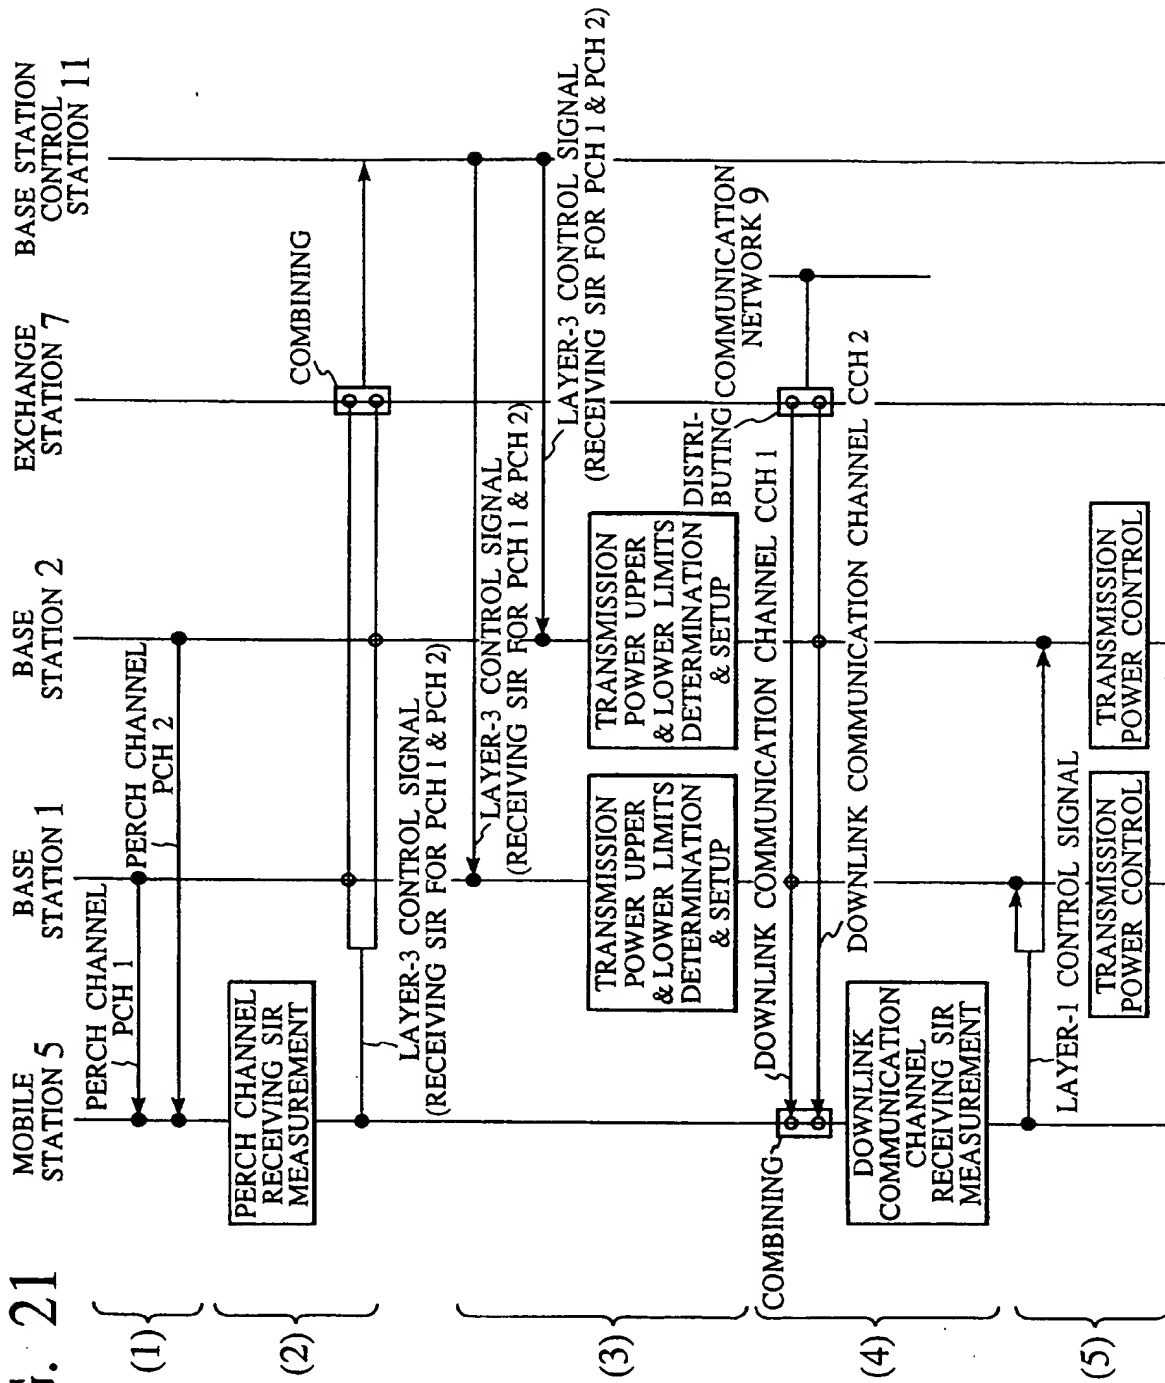 G. 21
MOBILE
STATION 5
BASE
STATION 1
BASE
STATION 2
EXCHANGE
STATION 7
BASE STATION
CONTROL
STATION 11
(1)
PERCH CHANNEL
PCH 1
PERCH CHANNEL
PCH 2
(2)
PERCH CHANNEL
RECEIVING SIR
MEASUREMENT
COMBINING
LAYER-3 CONTROL SIGNAL
(RECEIVING SIR FOR PCH 1 & PCH 2)
(3)
LAYER-3 CONTROL SIGNAL
(RECEIVING SIR FOR PCH 1 & PCH 2)
LAYER-3 CONTROL SIGNAL
(RECEIVING SIR FOR PCH 1 & PCH 2)
TRANSMISSION
POWER UPPER
& LOWER LIMITS
DETERMINATION
& SETUP
TRANSMISSION
POWER UPPER
& LOWER LIMITS
DETERMINATION
& SETUP
(4)
DISTRI-
BUTING
COMMUNICATION
NETWORK 9
COMBINING
DOWNLINK COMMUNICATION CHANNEL CCH 1
DOWNLINK COMMUNICATION CHANNEL CCH 2
DOWNLINK
COMMUNICATION
CHANNEL
RECEIVING SIR
MEASUREMENT
(5)
LAYER-1 CONTROL SIGNAL
TRANSMISSION
POWER CONTROL
TRANSMISSION
POWER CONTROL